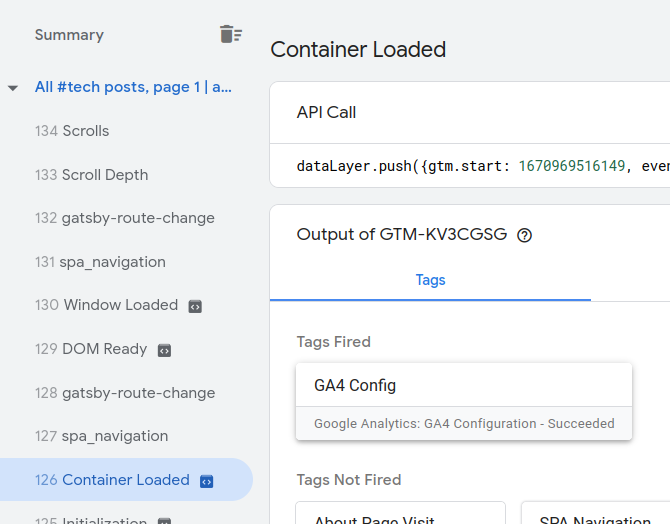 Summary
All #tech posts, page 1 | a...
134 Scrolls
133 Scroll Depth
132 gatsby-route-change
131 spa_navigation
130 Window Loaded
129 DOM Ready
128 gatsby-route-change
127 spa_navigation
126 Container Loaded
125 Initialization
Container Loaded
API Call
dataLayer.push({gtm.start: 1670969516149, ever
Output of GTM-KV3CGSG
Tags
Tags Fired
GA4 Config
Google Analytics: GA4 Configuration - Succeeded
Tags Not Fired
About Page Visit
SPA Navigation